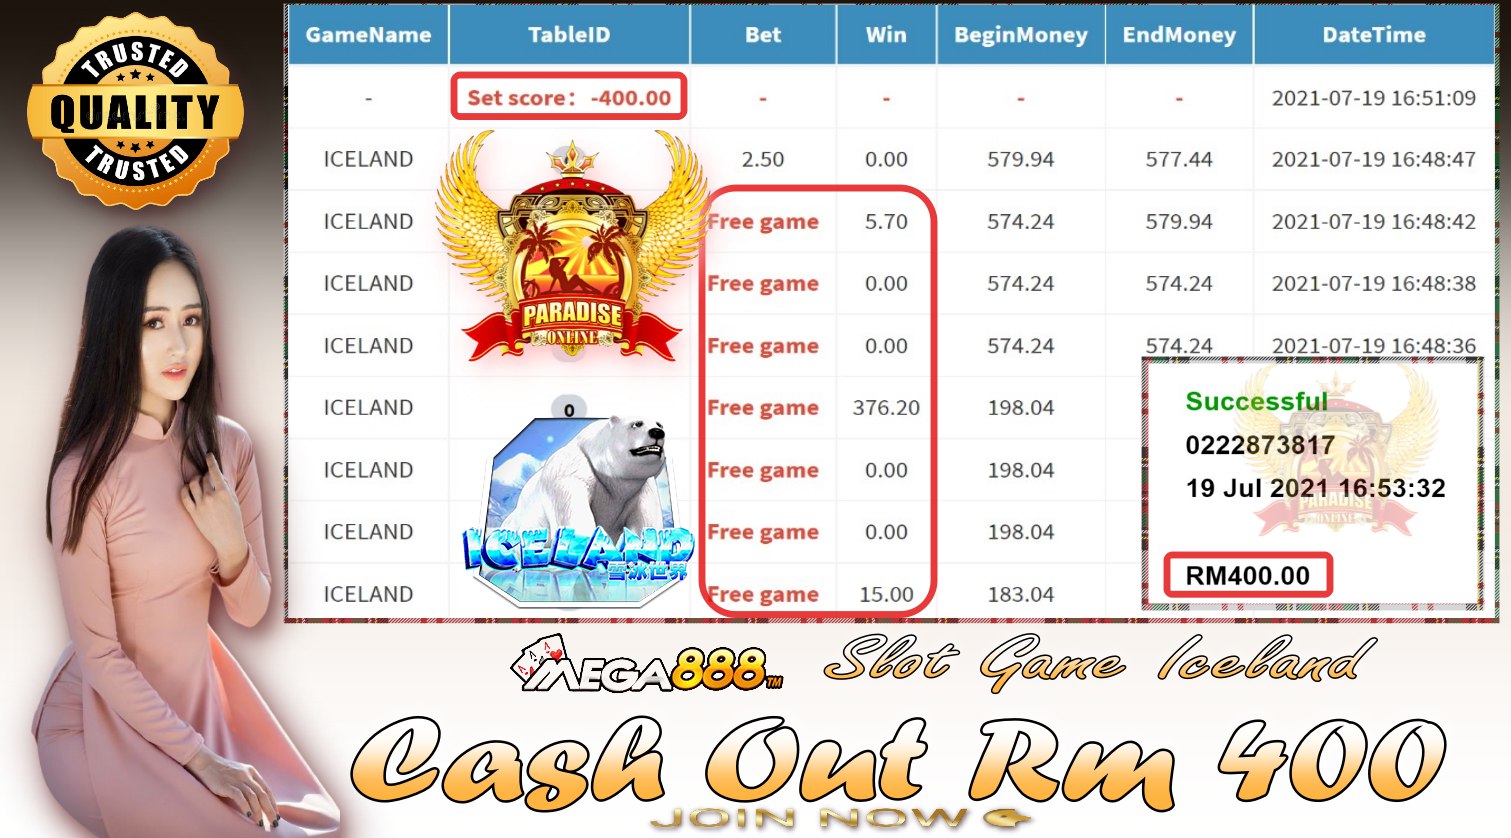 TRUSTED
QUALITY
TRUSTED
GameName TableID Bet Win BeginMoney EndMoney DateTime
- Set score: -400.00 - - - - 2021-07-19 16:51:09
ICELAND 2.50 0.00 579.94 577.44 2021-07-19 16:48:47
ICELAND Free game 5.70 574.24 579.94 2021-07-19 16:48:42
ICELAND Free game 0.00 574.24 574.24 2021-07-19 16:48:38
ICELAND Free game 0.00 574.24 574.24 2021-07-19 16:48:36
ICELAND 0 Free game 376.20 198.04
ICELAND Free game 0.00 198.04
ICELAND Free game 0.00 198.04
ICELAND Free game 15.00 183.04
PARADISE
ONLINE
ICELAND
雪冰世界
Successful
0222873817
19 Jul 2021 16:53:32
PARADISE
ONLINE
RM400.00
MEGA888™ Slot Game Iceland
Cash Out Rm 400
JOIN NOW